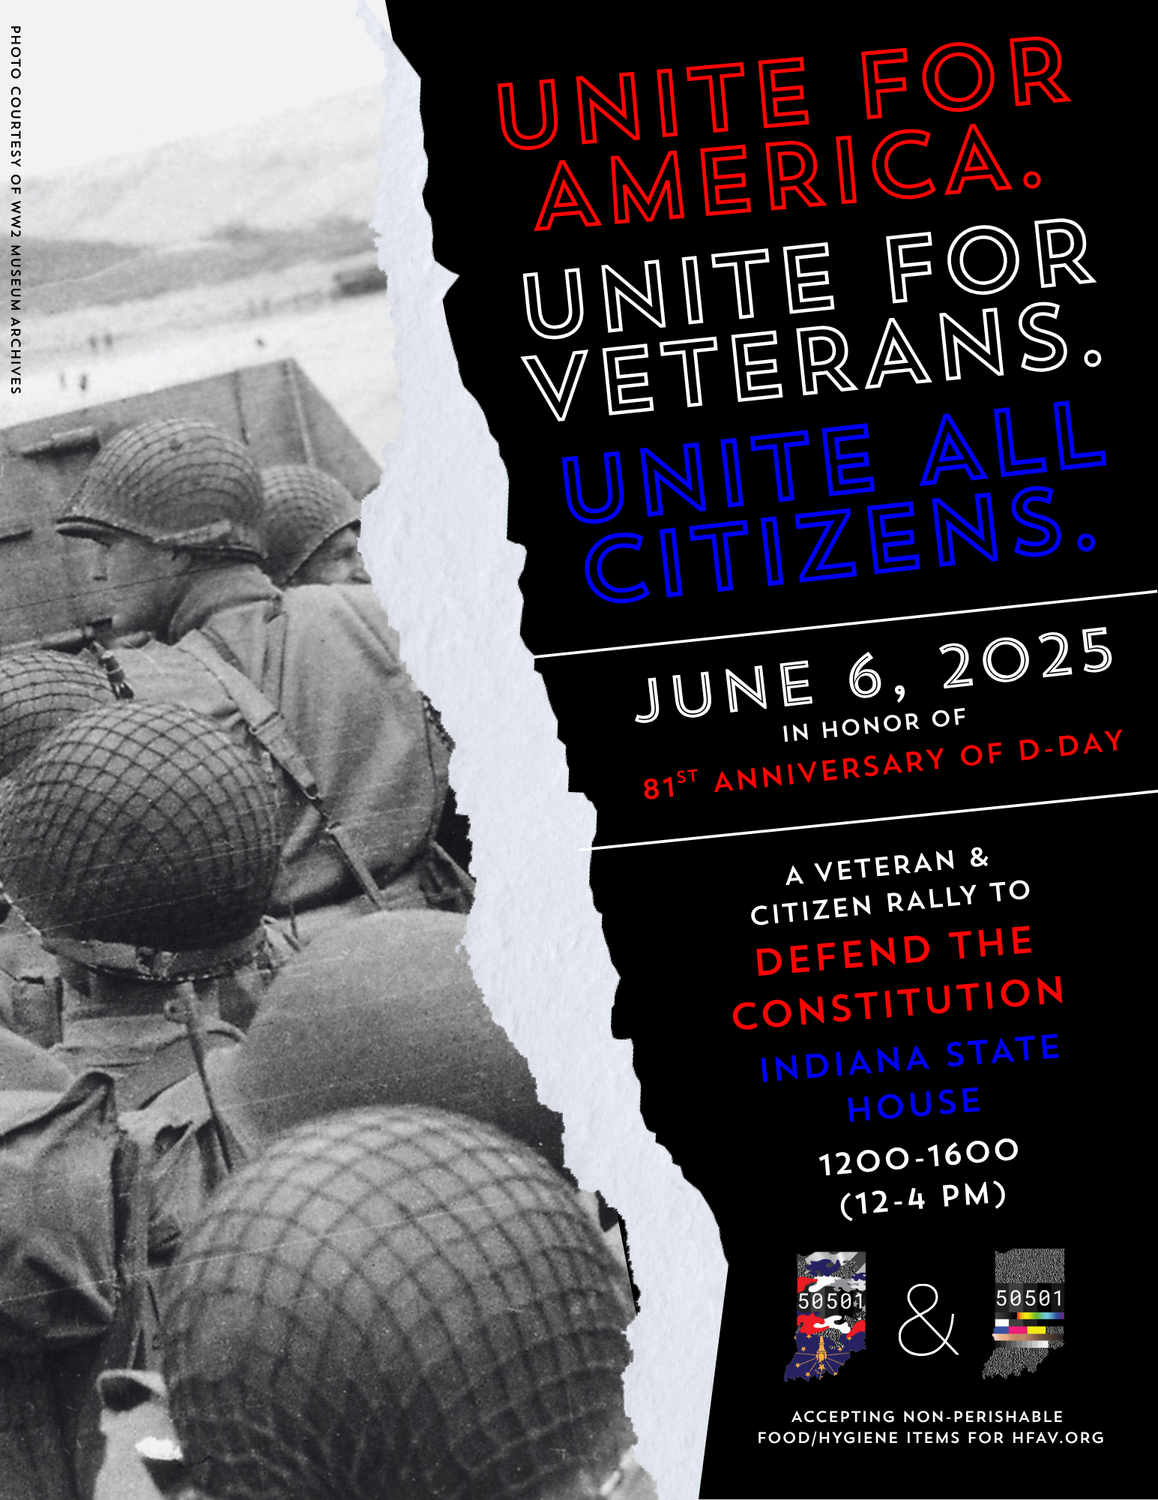 PHOTO COURTESY OF WW2 MUSEUM ARCHIVES
UNITE FOR
AMERICA.
UNITE FOR
VETERANS.
UNITE ALL
CITIZENS.
JUNE 6, 2025
IN HONOR OF
81ST ANNIVERSARY OF D-DAY
A VETERAN &
CITIZEN RALLY TO
DEFEND THE
CONSTITUTION
INDIANA STATE
HOUSE
1200-1600
(12-4 PM)
50501 & 50501
ACCEPTING NON-PERISHABLE
FOOD/HYGIENE ITEMS FOR HFAV.ORG